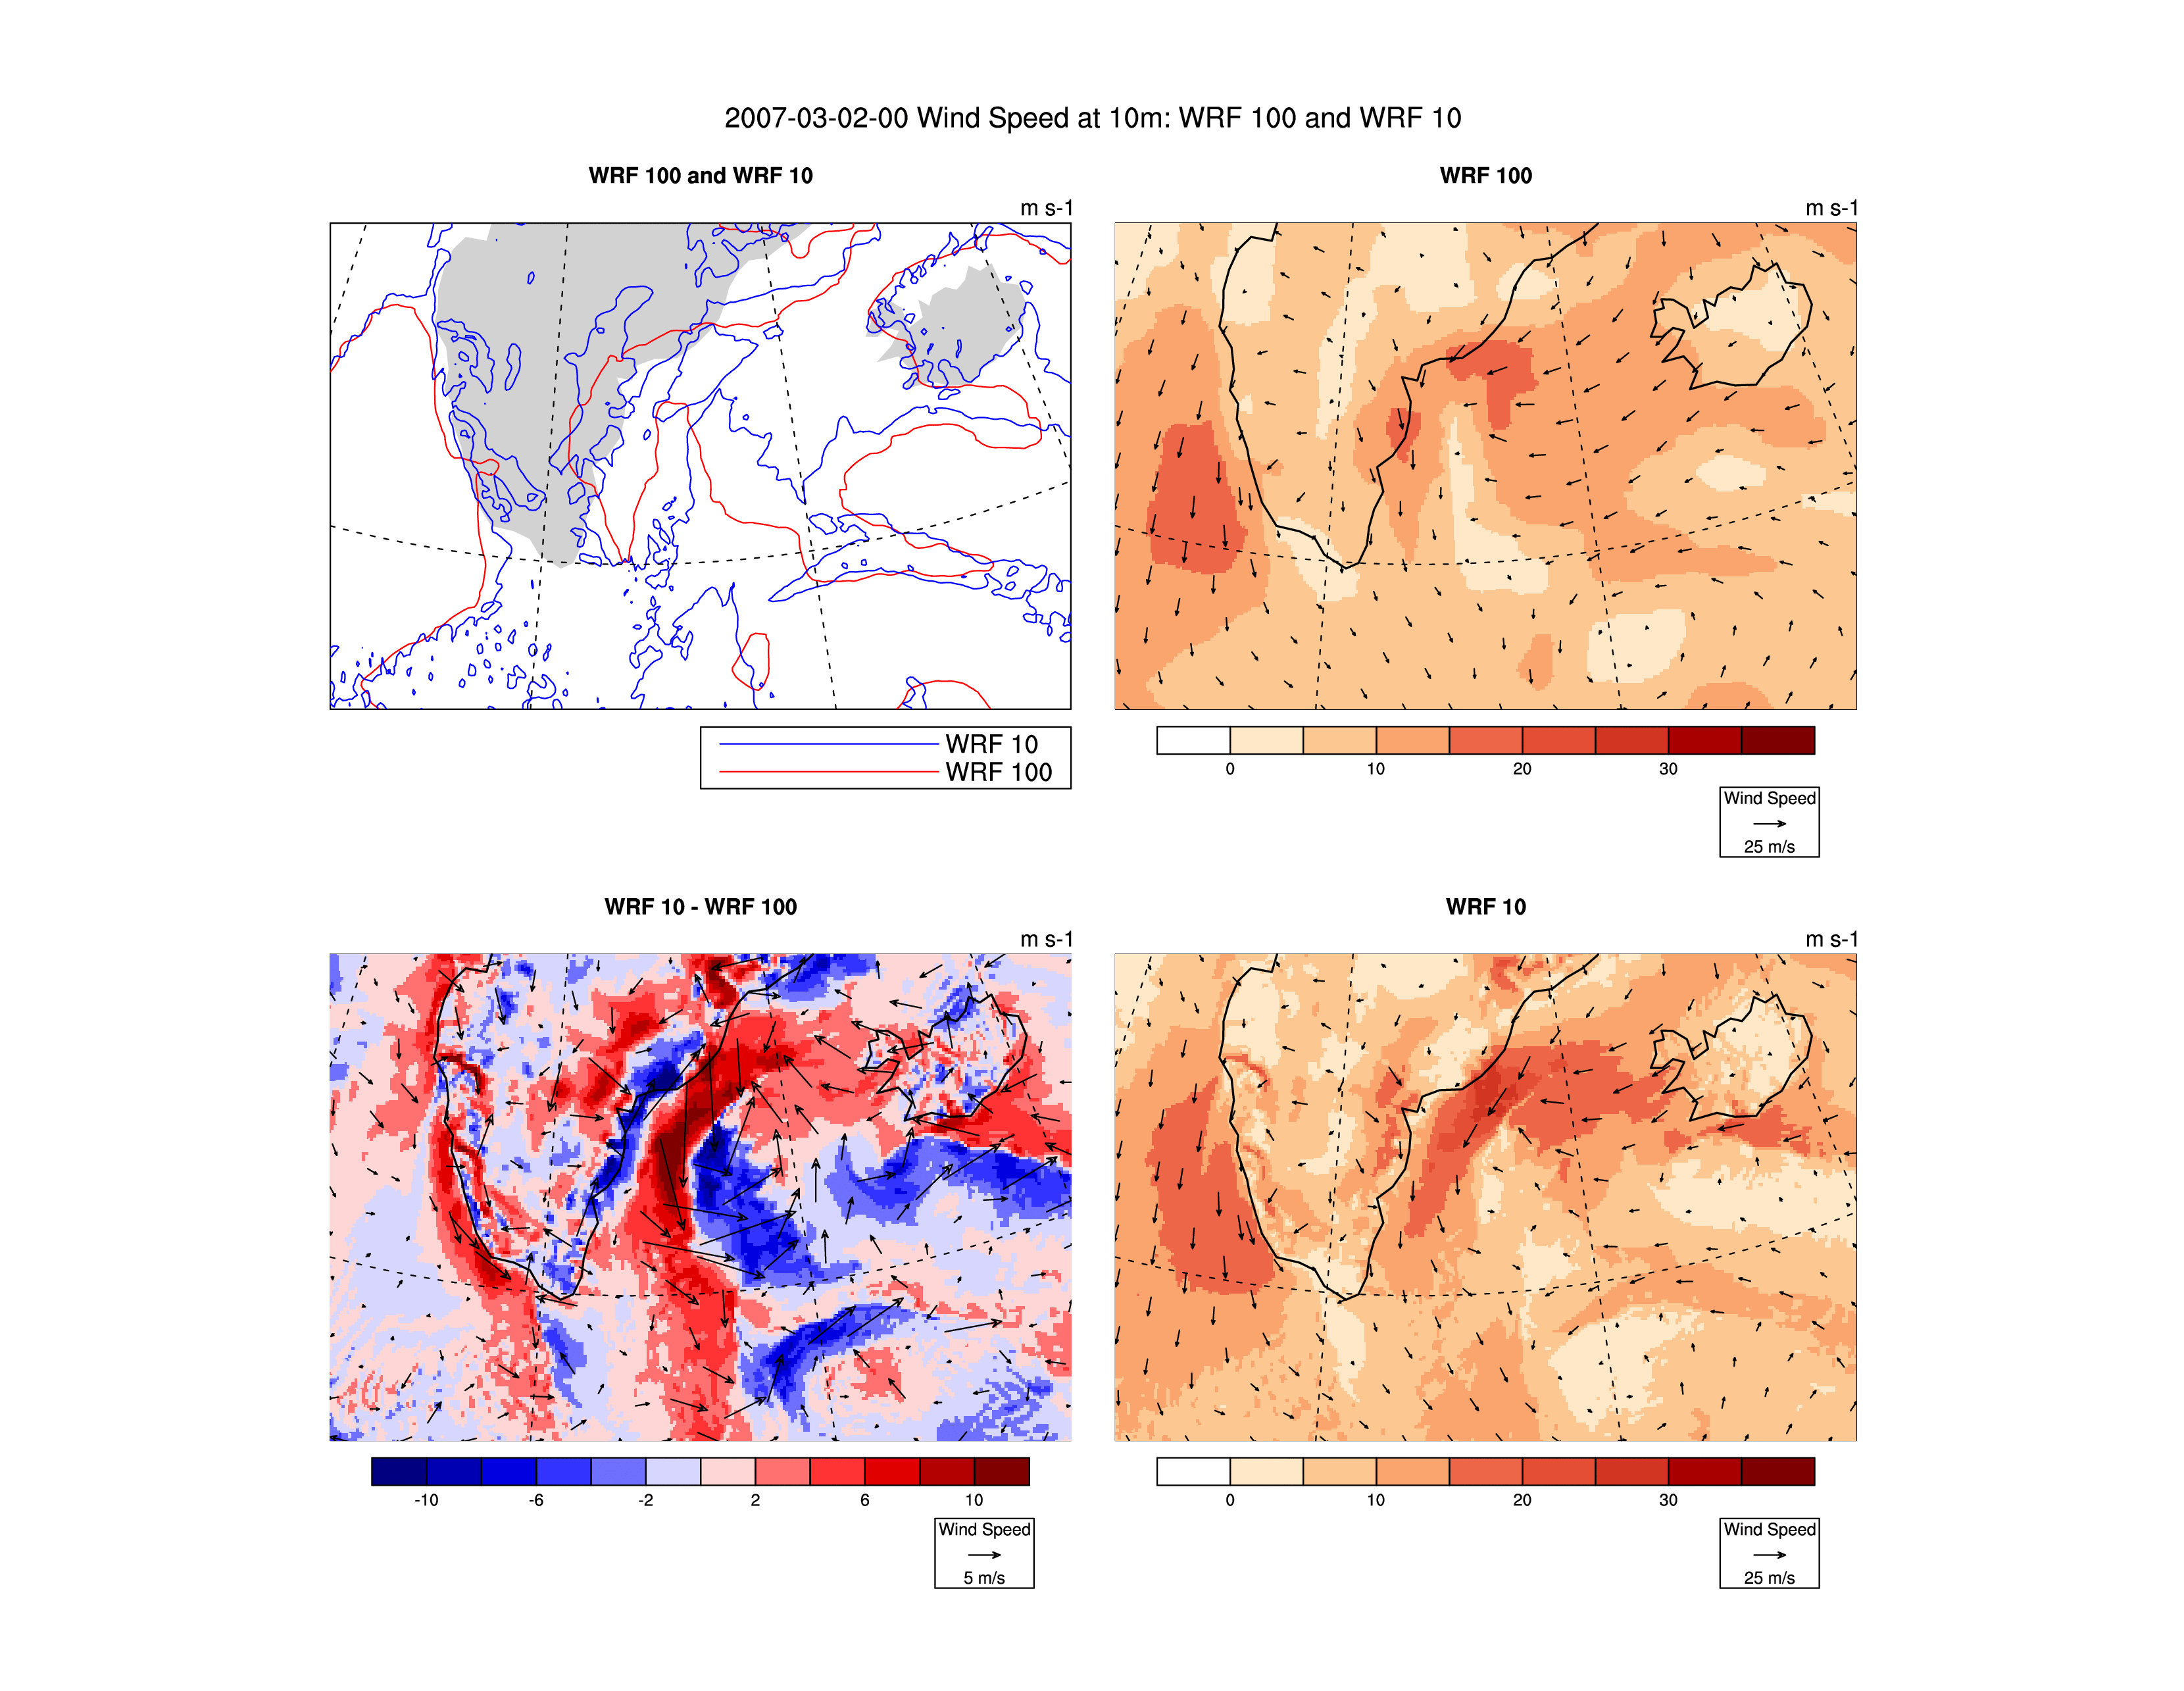 2007-03-02-00 Wind Speed at 10m: WRF 100 and WRF 10
WRF 100 and WRF 10
m s-1
WRF 10
WRF 100
WRF 100
m s-1
0 10 20 30
Wind Speed
25 m/s
WRF 10 - WRF 100
m s-1
-10 -6 -2 2 6 10
Wind Speed
5 m/s
WRF 10
m s-1
0 10 20 30
Wind Speed
25 m/s